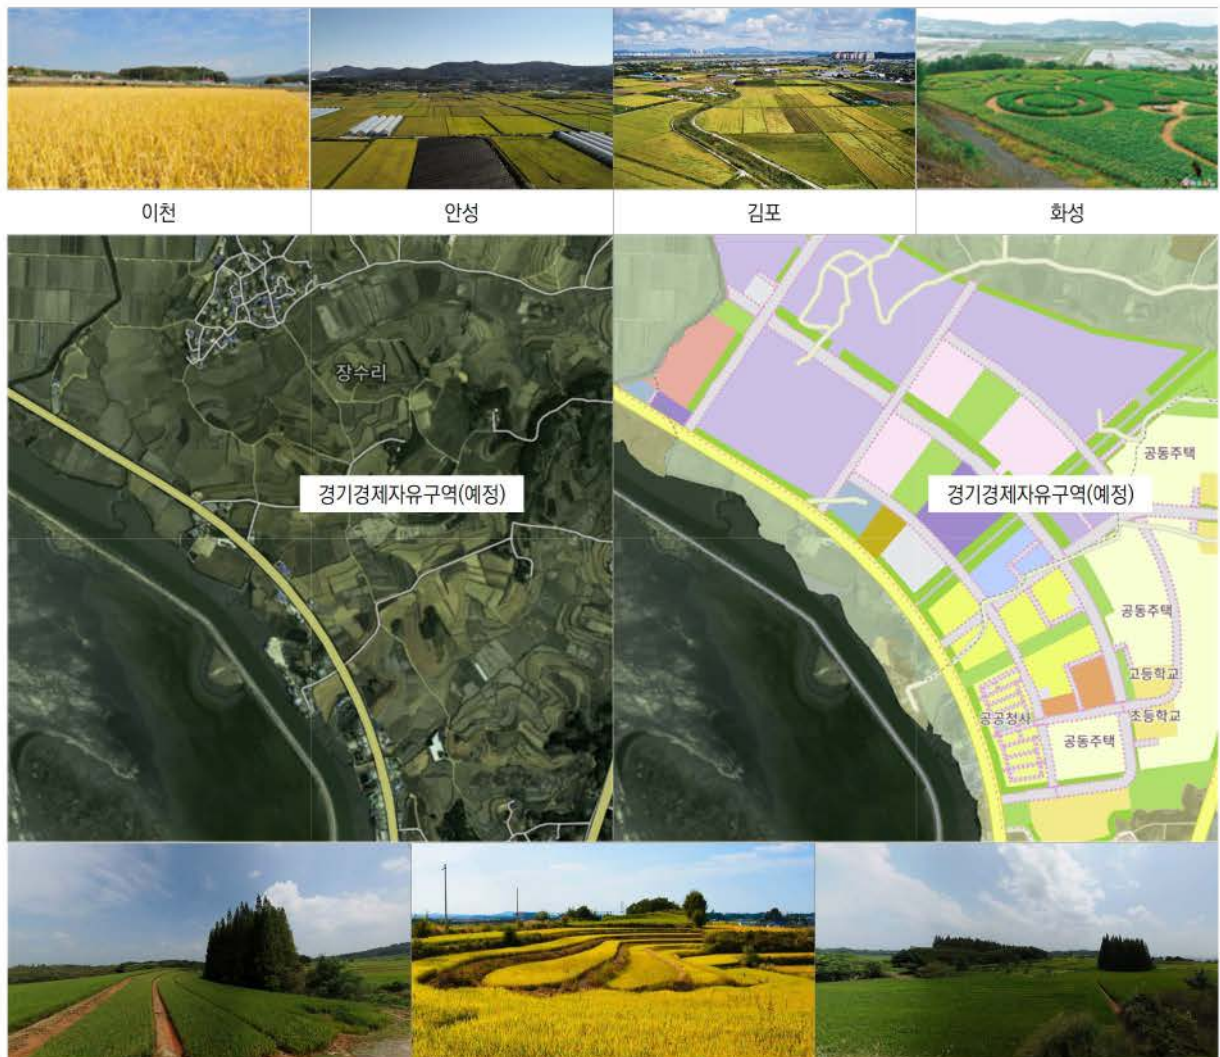 이천
안성
김포
화성
장수리
경기경제자유구역(예정)
경기경제자유구역(예정)
공동주택
공동주택
고등학교
공공청사
초등학교
공동주택